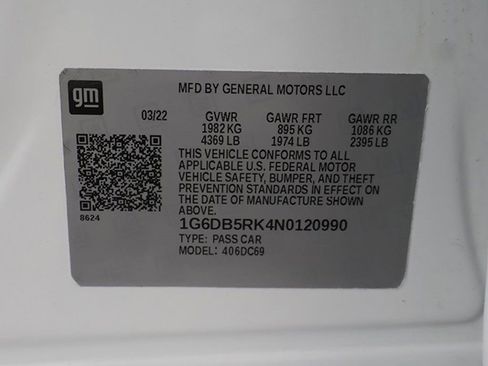 gm
MFD BY GENERAL MOTORS LLC
03/22 GVWR GAWR FRT GAWR RR
1982 KG 895 KG 1086 KG
4369 LB 1974 LB 2395 LB
THIS VEHICLE CONFORMS TO ALL
APPLICABLE U.S. FEDERAL MOTOR
VEHICLE SAFETY, BUMPER, AND THEFT
PREVENTION STANDARDS IN EFFECT ON
THE DATE OF MANUFACTURE SHOWN
ABOVE.
8624
1G6DB5RK4N0120990
TYPE: PASS CAR
MODEL: 406DC69